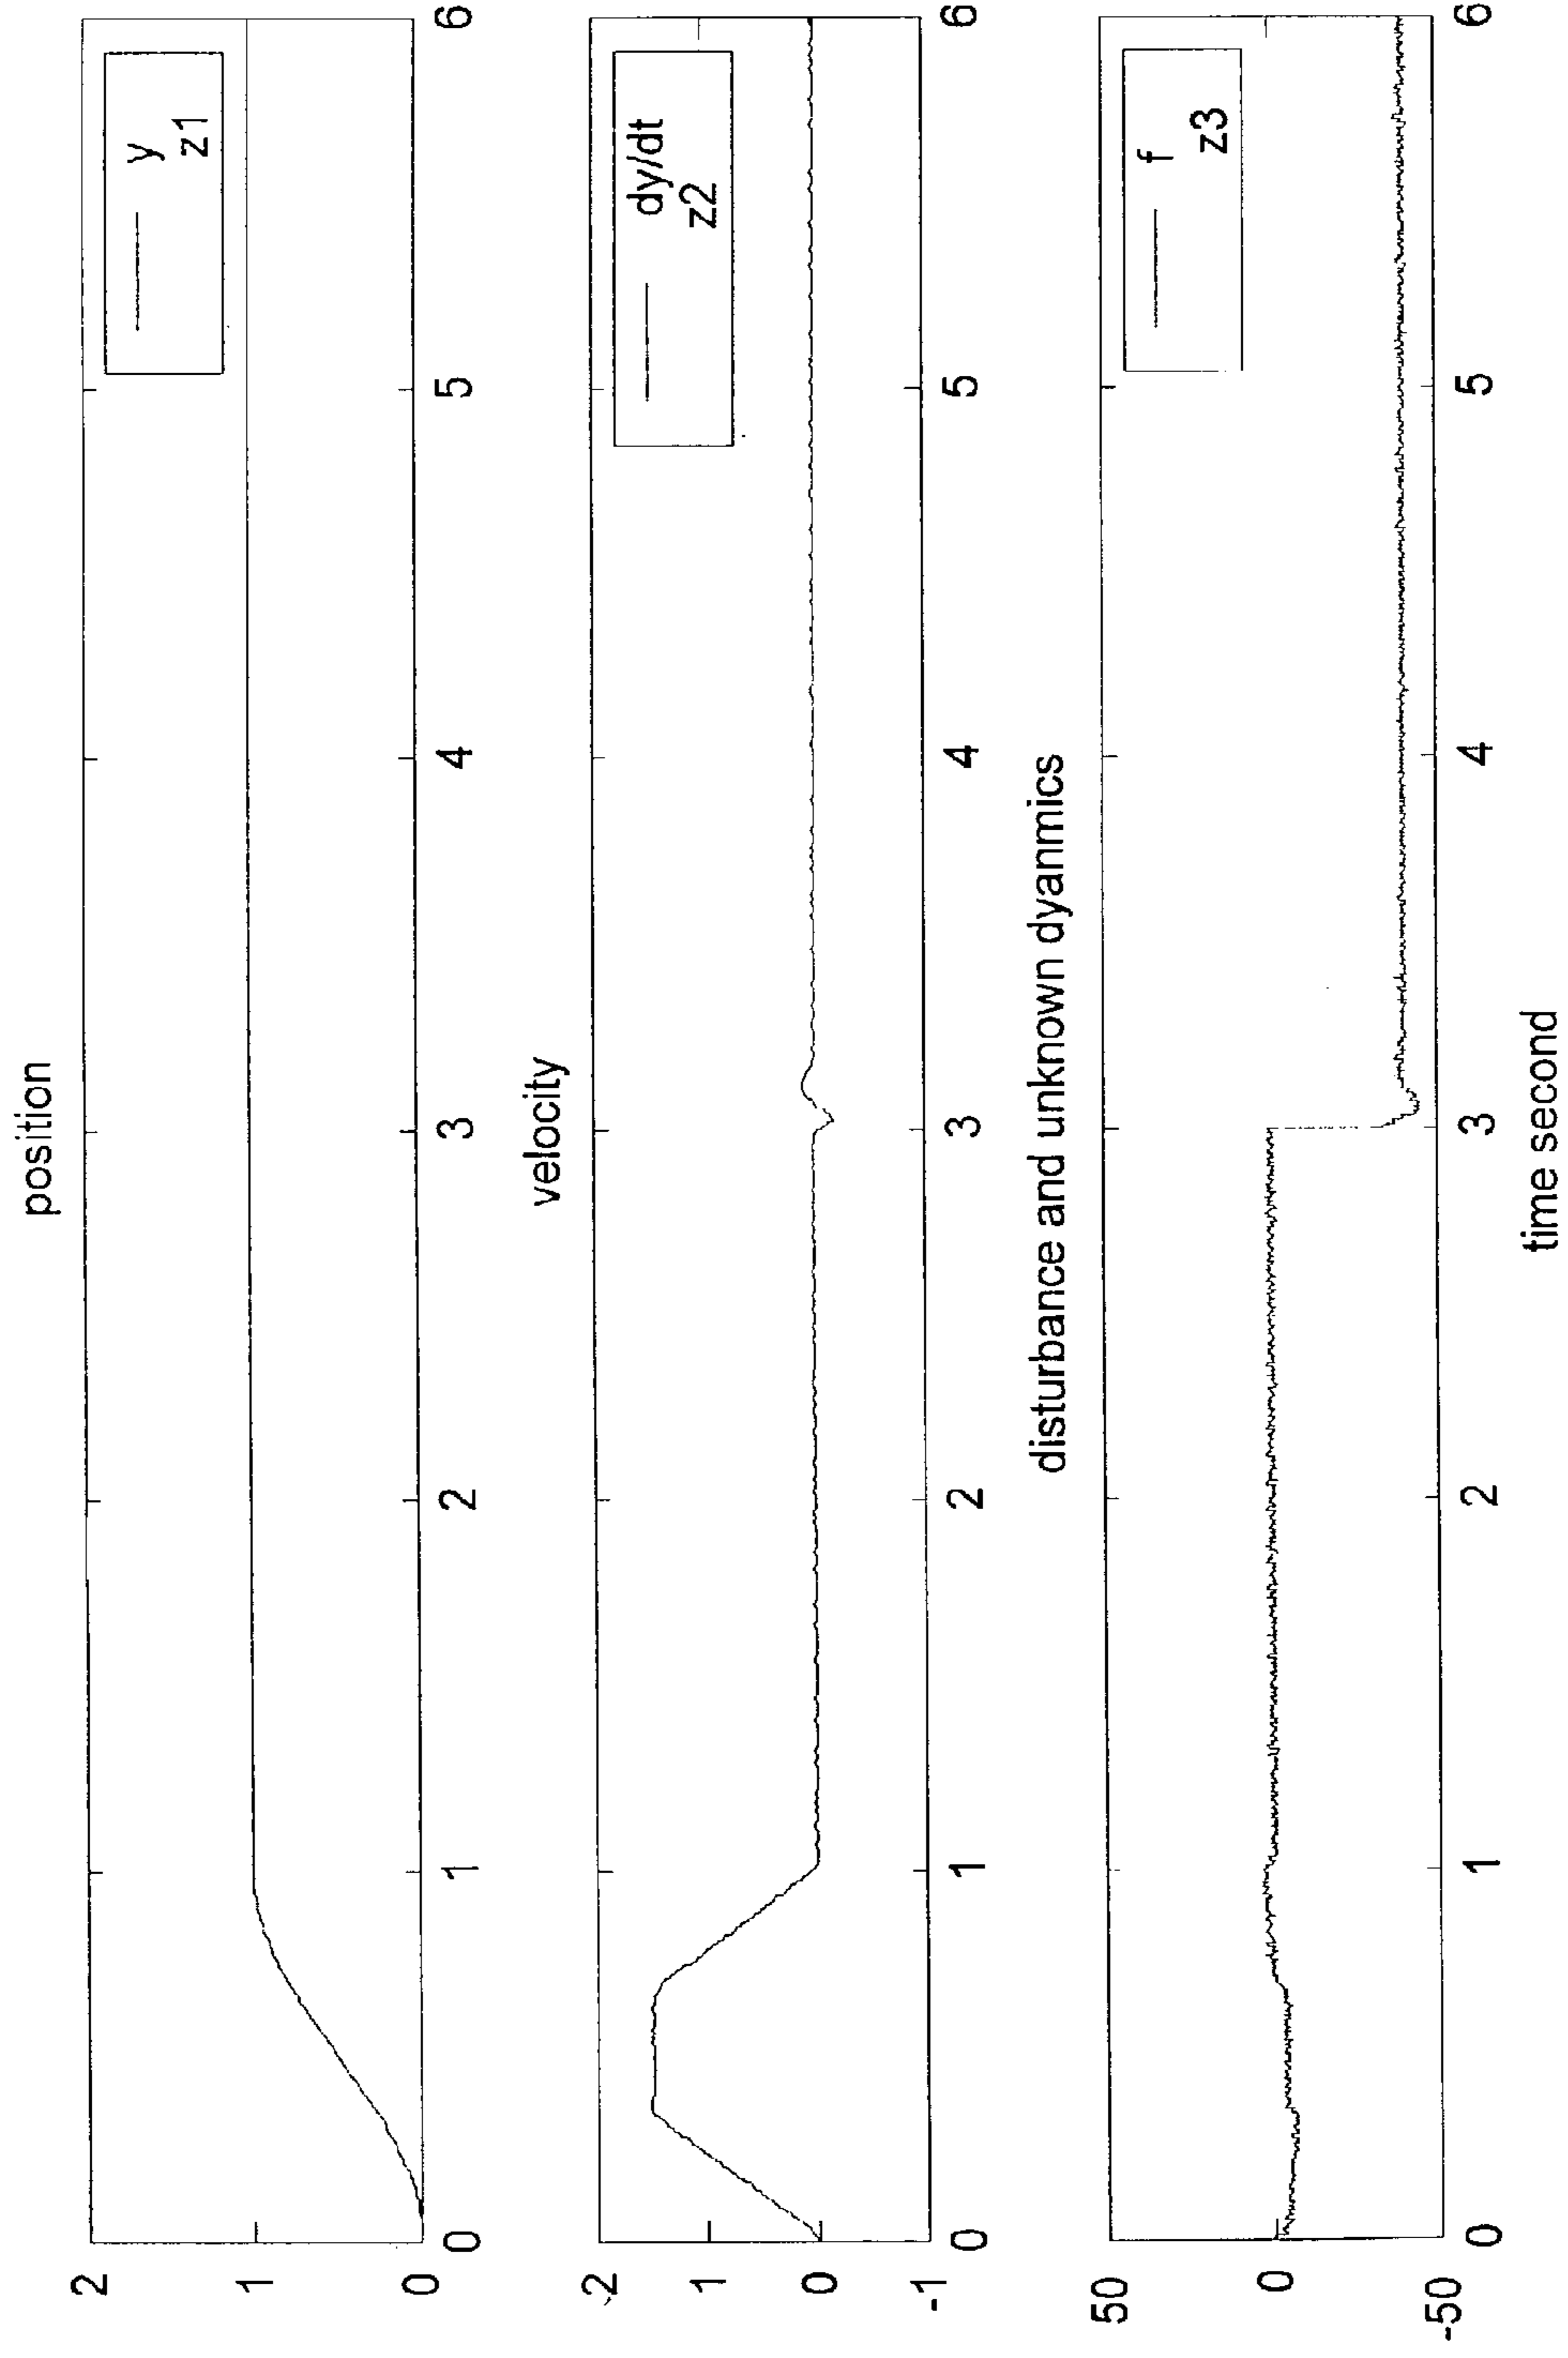 position
2
1
0
y
z1
0 1 2 3 4 5 6
velocity
2
1
0
-1
dy/dt
z2
0 1 2 3 4 5 6
disturbance and unknown dyanmics
50
0
-50
f
z3
0 1 2 3 4 5 6
time second